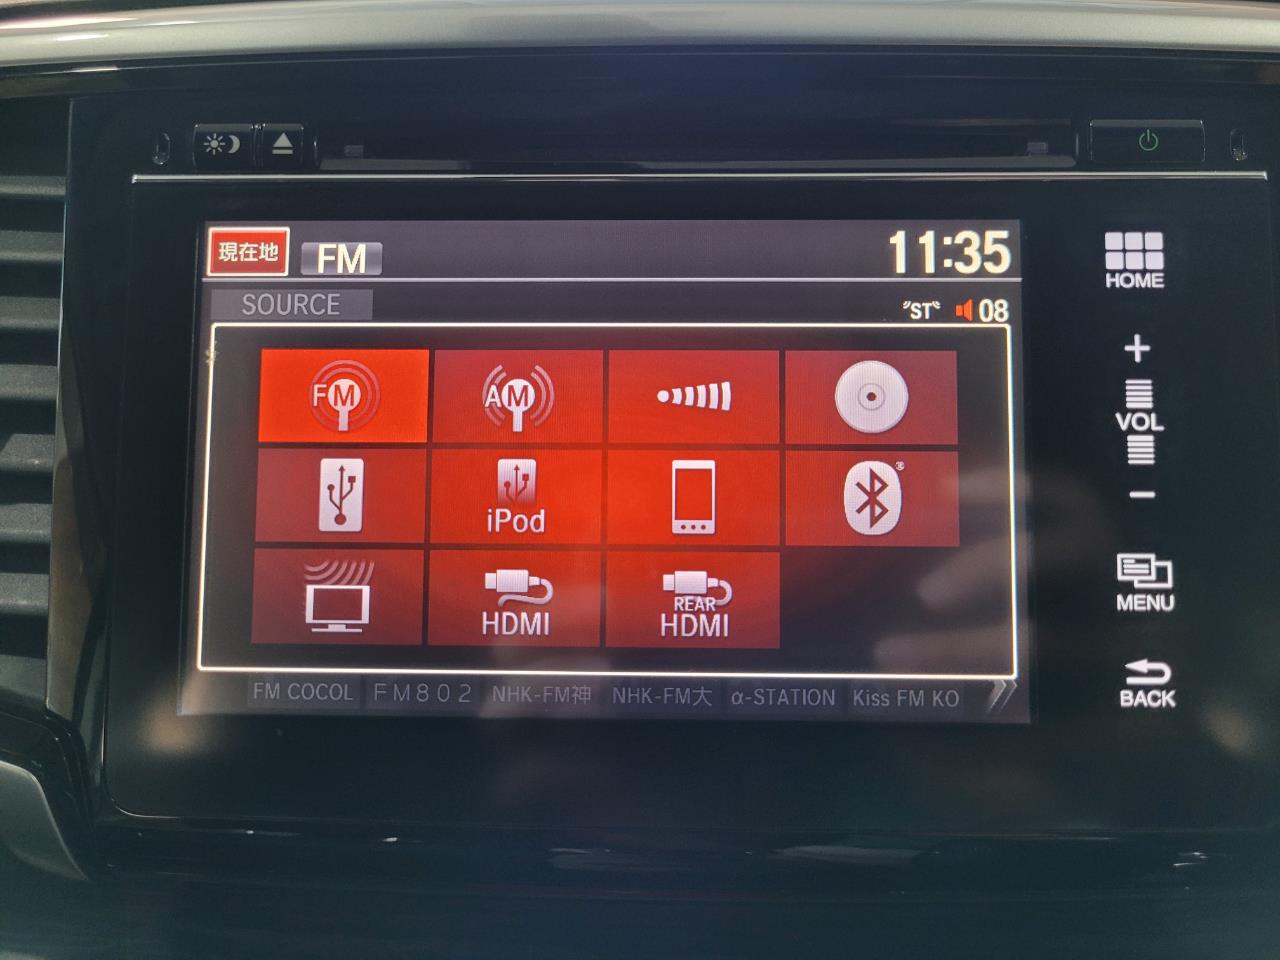 現在地
FM
11:35
SOURCE
ST
08
FM
AM
iPod
HDMI
REAR
HDMI
FM COCOL
FM802
NHK-FM神
NHK-FM大
α-STATION
Kiss FM KO
HOME
+
VOL
−
MENU
BACK